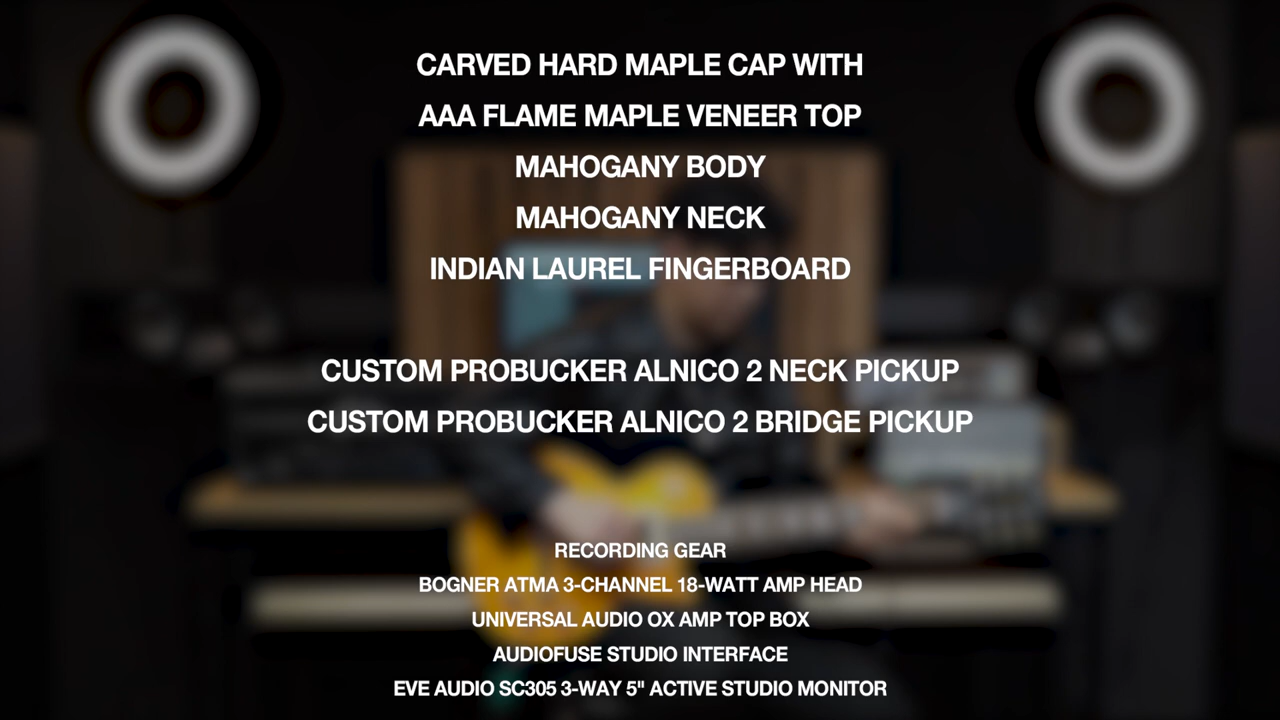 CARVED HARD MAPLE CAP WITH
AAA FLAME MAPLE VENEER TOP
MAHOGANY BODY
MAHOGANY NECK
INDIAN LAUREL FINGERBOARD
CUSTOM PROBUCKER ALNICO 2 NECK PICKUP
CUSTOM PROBUCKER ALNICO 2 BRIDGE PICKUP
RECORDING GEAR
BOGNER ATMA 3-CHANNEL 18-WATT AMP HEAD
UNIVERSAL AUDIO OX AMP TOP BOX
AUDIOFUSE STUDIO INTERFACE
EVE AUDIO SC305 3-WAY 5" ACTIVE STUDIO MONITOR